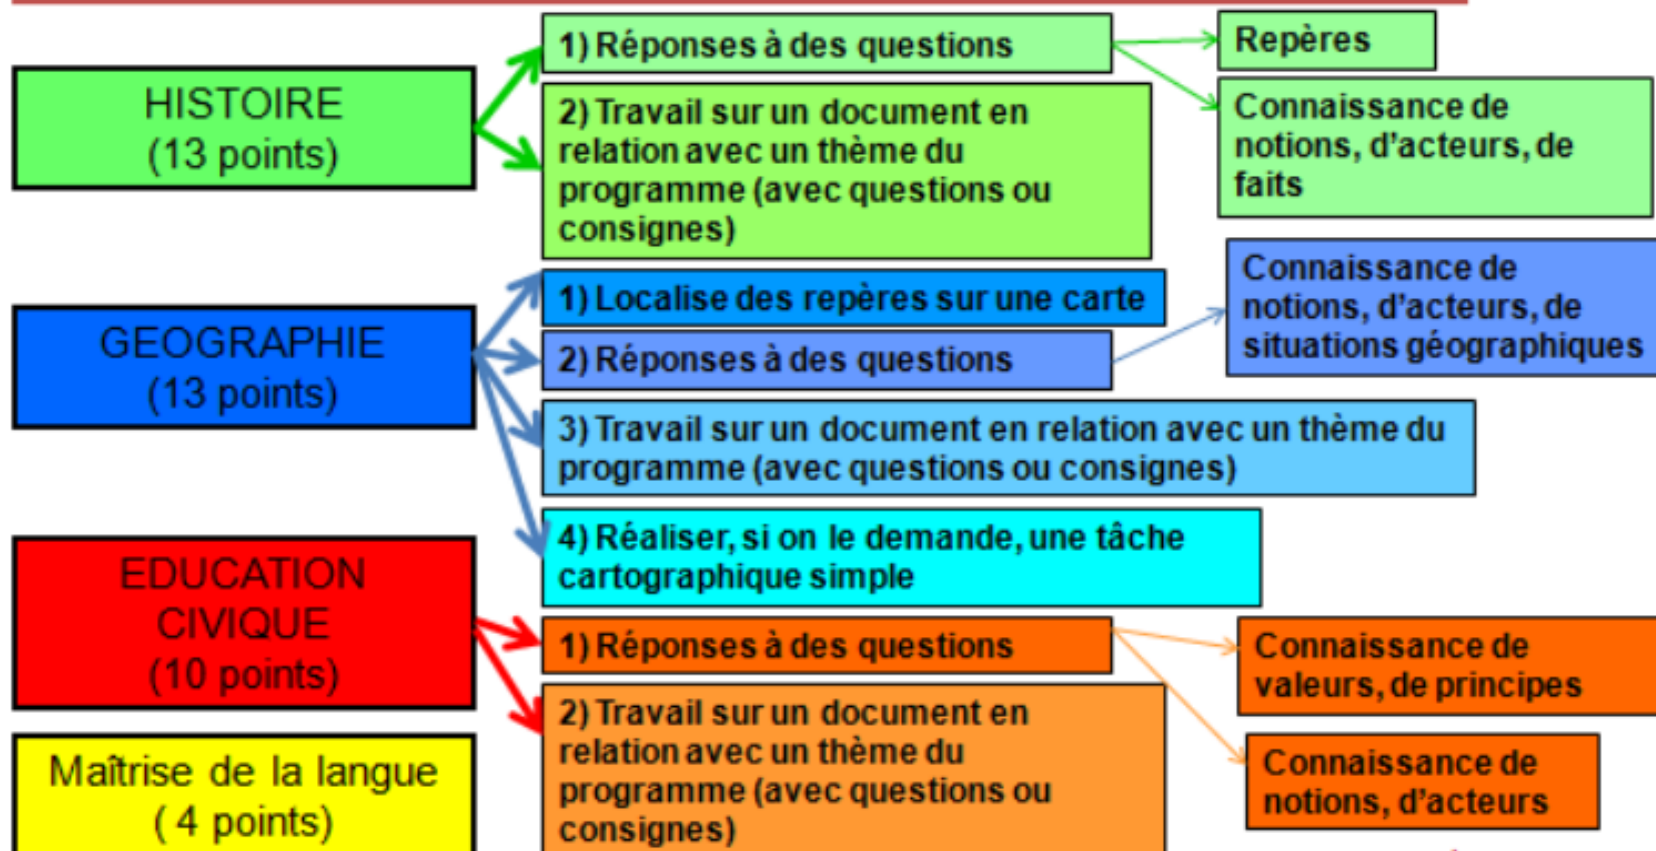 HISTOIRE
(13 points)
1) Réponses à des questions
Repères
Connaissance de
notions, d'acteurs, de
faits
2) Travail sur un document en
relation avec un thème du
programme (avec questions ou
consignes)
GEOGRAPHIE
(13 points)
1) Localise des repères sur une carte
2) Réponses à des questions
Connaissance de
notions, d'acteurs, de
situations géographiques
3) Travail sur un document en relation avec un thème du
programme (avec questions ou consignes)
4) Réaliser, si on le demande, une tâche
cartographique simple
EDUCATION
CIVIQUE
(10 points)
1) Réponses à des questions
Connaissance de
valeurs, de principes
Connaissance de
notions, d'acteurs
2) Travail sur un document en
relation avec un thème du
programme (avec questions ou
consignes)
Maîtrise de la langue
( 4 points)